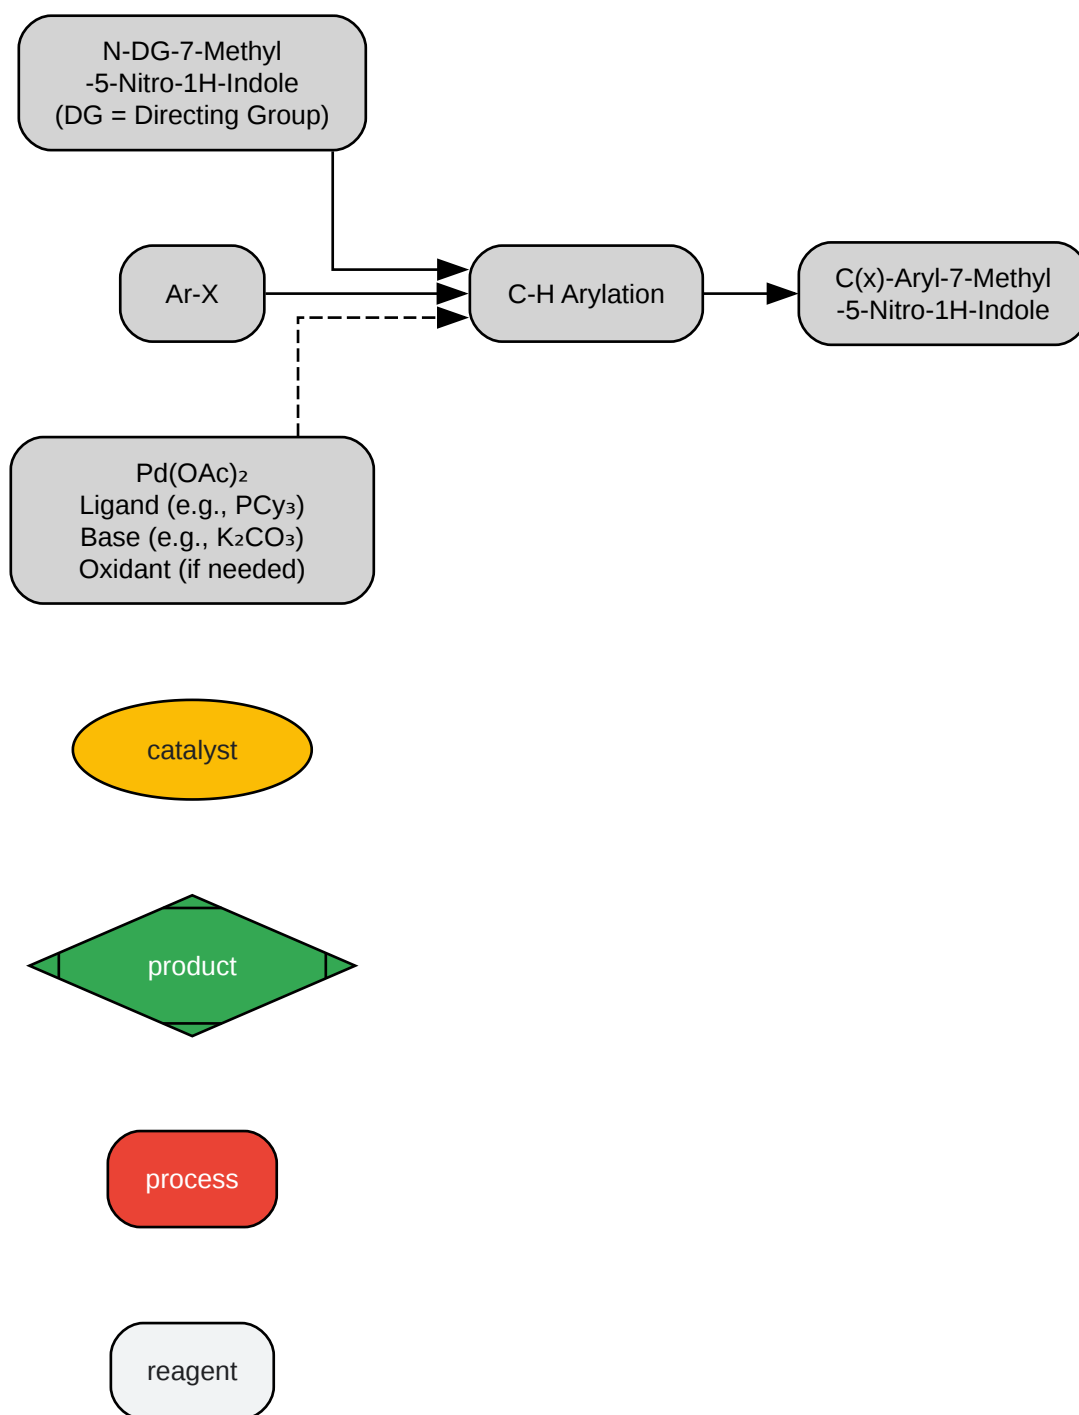 N-DG-7-Methyl
-5-Nitro-1H-Indole
(DG = Directing Group)
Ar-X
C-H Arylation
C(x)-Aryl-7-Methyl
-5-Nitro-1H-Indole
Pd(OAc)₂
Ligand (e.g., PCy₃)
Base (e.g., K₂CO₃)
Oxidant (if needed)
catalyst
product
process
reagent